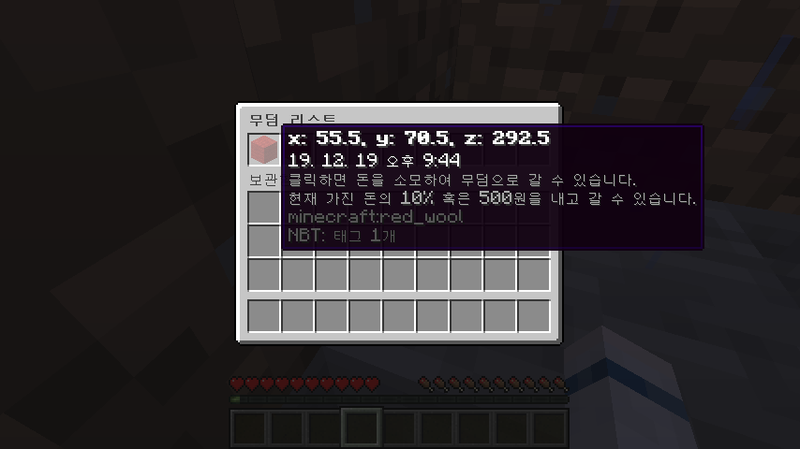 무덤 리스트
x: 55.5, y: 70.5, z: 292.5
19. 12. 19 오후 9:44
클릭하면 돈을 소모하여 무덤으로 갈 수 있습니다.
현재 가진 돈의 10% 혹은 500원을 내고 갈 수 있습니다.
minecraft:red_wool
NBT: 태그 1개
보관